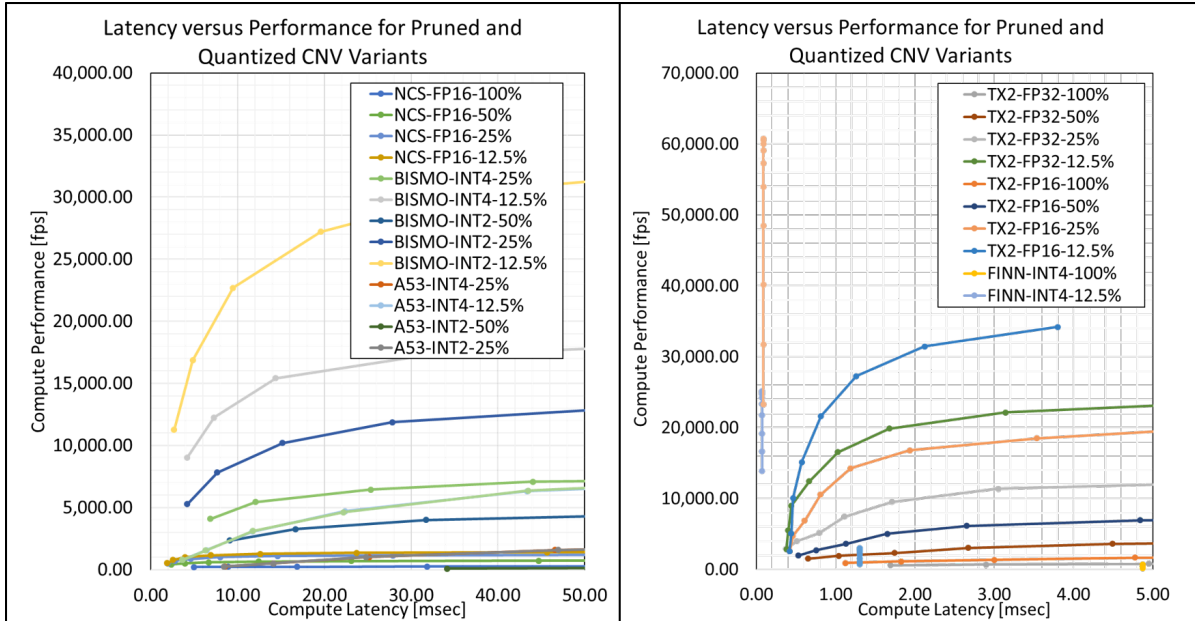 Latency versus Performance for Pruned and
Quantized CNV Variants
40,000.00
35,000.00
30,000.00
25,000.00
20,000.00
15,000.00
10,000.00
5,000.00
0.00
Compute Performance [fps]
NCS-FP16-100%
NCS-FP16-50%
NCS-FP16-25%
NCS-FP16-12.5%
BISMO-INT4-25%
BISMO-INT4-12.5%
BISMO-INT2-50%
BISMO-INT2-25%
BISMO-INT2-12.5%
A53-INT4-25%
A53-INT4-12.5%
A53-INT2-50%
A53-INT2-25%
0.00 10.00 20.00 30.00 40.00 50.00
Compute Latency [msec]
Latency versus Performance for Pruned and
Quantized CNV Variants
70,000.00
60,000.00
50,000.00
40,000.00
30,000.00
20,000.00
10,000.00
0.00
Compute Performance [fps]
TX2-FP32-100%
TX2-FP32-50%
TX2-FP32-25%
TX2-FP32-12.5%
TX2-FP16-100%
TX2-FP16-50%
TX2-FP16-25%
TX2-FP16-12.5%
FINN-INT4-100%
FINN-INT4-12.5%
0.00 1.00 2.00 3.00 4.00 5.00
Compute Latency [msec]